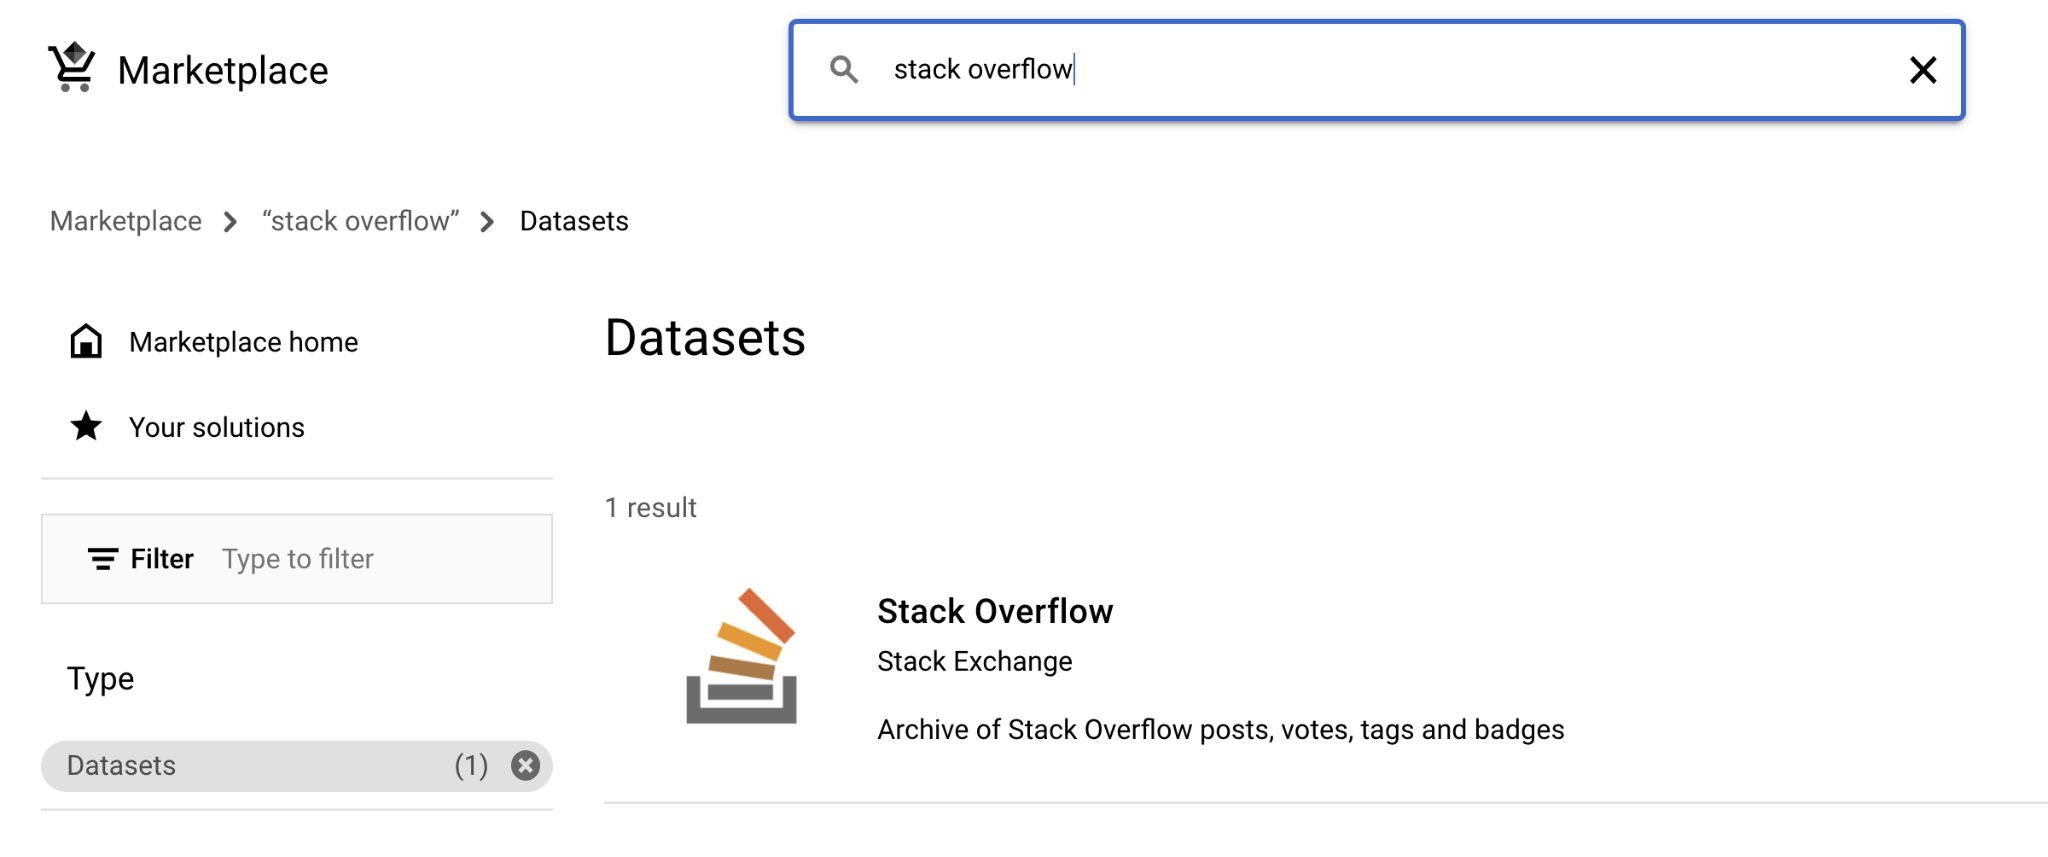 Marketplace
stack overflow
Marketplace > “stack overflow” > Datasets
Marketplace home
Your solutions
Filter Type to filter
Type
Datasets (1)
Datasets
1 result
Stack Overflow
Stack Exchange
Archive of Stack Overflow posts, votes, tags and badges